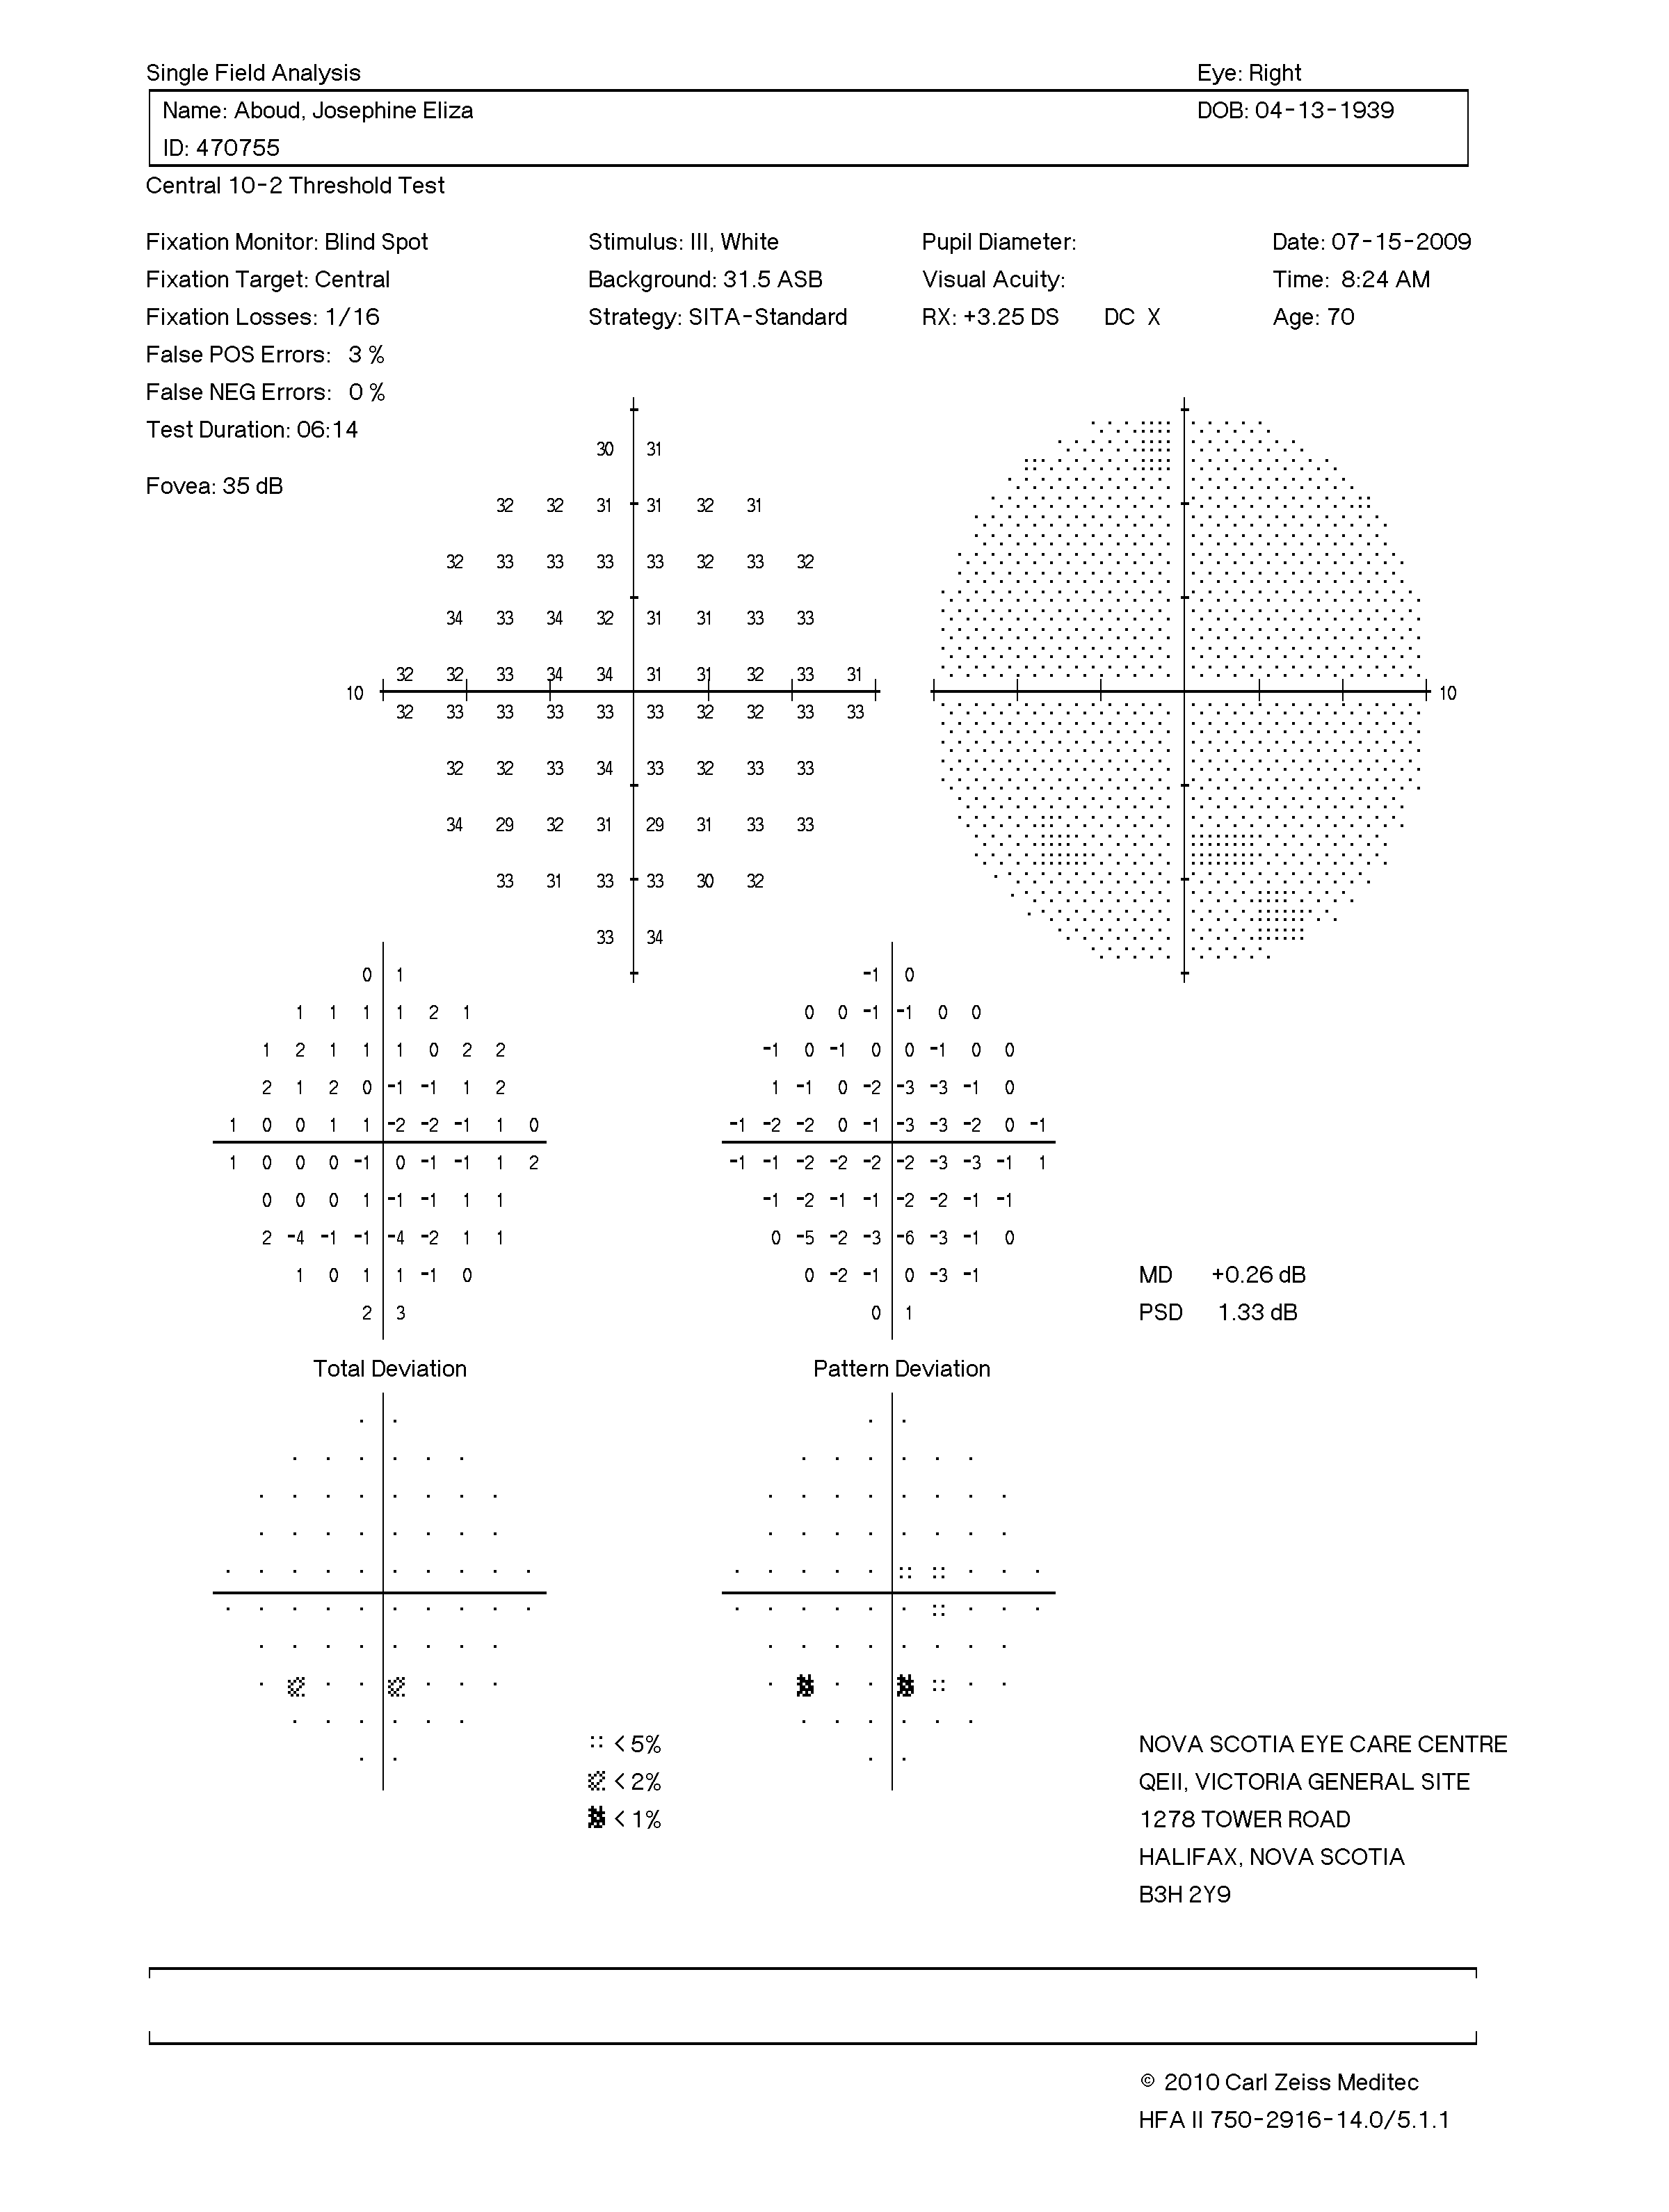 Single Field Analysis Eye: Right
Name: Aboud, Josephine Eliza DOB: 04-13-1939
ID: 470755
Central 10-2 Threshold Test
Fixation Monitor: Blind Spot Stimulus: III, White Pupil Diameter: Date: 07-15-2009
Fixation Target: Central Background: 31.5 ASB Visual Acuity: Time: 8:24 AM
Fixation Losses: 1/16 Strategy: SITA-Standard RX: +3.25 DS DC X Age: 70
False POS Errors: 3 %
False NEG Errors: 0 %
Test Duration: 06:14
Fovea: 35 dB
30 31
32 32 31 31 32 31
32 33 33 33 33 32 33 32
34 33 34 32 31 31 33 33
32 32 33 34 34 31 31 32 33 31
10 10
32 33 33 33 33 33 32 32 33 33
32 32 33 34 33 32 33 33
34 29 32 31 29 31 33 33
33 31 33 33 30 32
33 34
0 1 -1 0
1 1 1 1 2 1 0 0 -1 -1 0 0
1 2 1 1 1 0 2 2 -1 0 -1 0 0 -1 0 0
2 1 2 0 -1 -1 1 2 1 -1 0 -2 -3 -3 -1 0
1 0 0 1 1 -2 -2 -1 1 0 -1 -2 -2 0 -1 -3 -3 -2 0 -1
1 0 0 0 -1 0 -1 -1 1 2 -1 -1 -2 -2 -2 -2 -3 -3 -1 1
0 0 0 1 -1 -1 1 1 -1 -2 -1 -1 -2 -2 -1 -1
2 -4 -1 -1 -4 -2 1 1 0 -5 -2 -3 -6 -3 -1 0
1 0 1 1 -1 0 0 -2 -1 0 -3 -1 MD +0.26 dB
2 3 0 1 PSD 1.33 dB
Total Deviation Pattern Deviation
< 5% NOVA SCOTIA EYE CARE CENTRE
< 2% QEII, VICTORIA GENERAL SITE
< 1% 1278 TOWER ROAD
HALIFAX, NOVA SCOTIA
B3H 2Y9
© 2010 Carl Zeiss Meditec
HFA II 750-2916-14.0/5.1.1